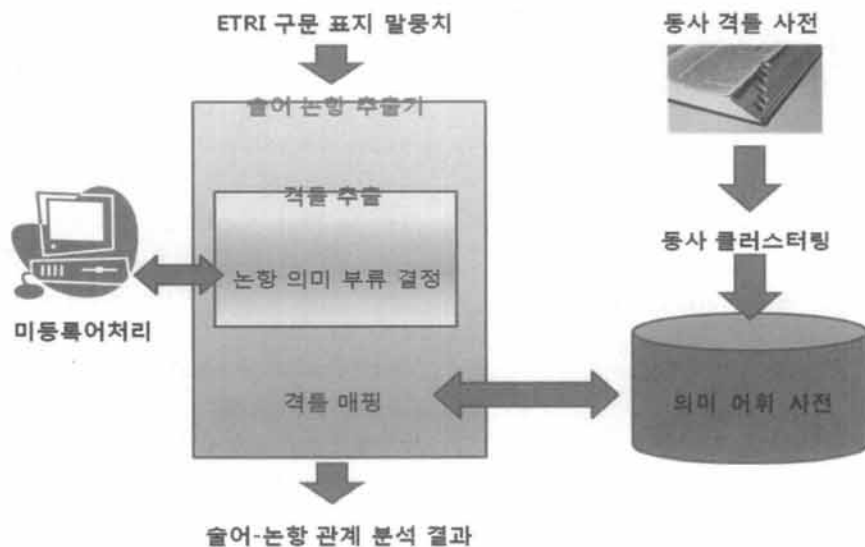 ETRI 구문 표지 말뭉치
동사 격틀 사전
술어 논항 추출기
격틀 추출
논항 의미 부류 결정
미등록어처리
동사 클러스터링
격틀 매핑
의미 어휘 사전
술어-논항 관계 분석 결과